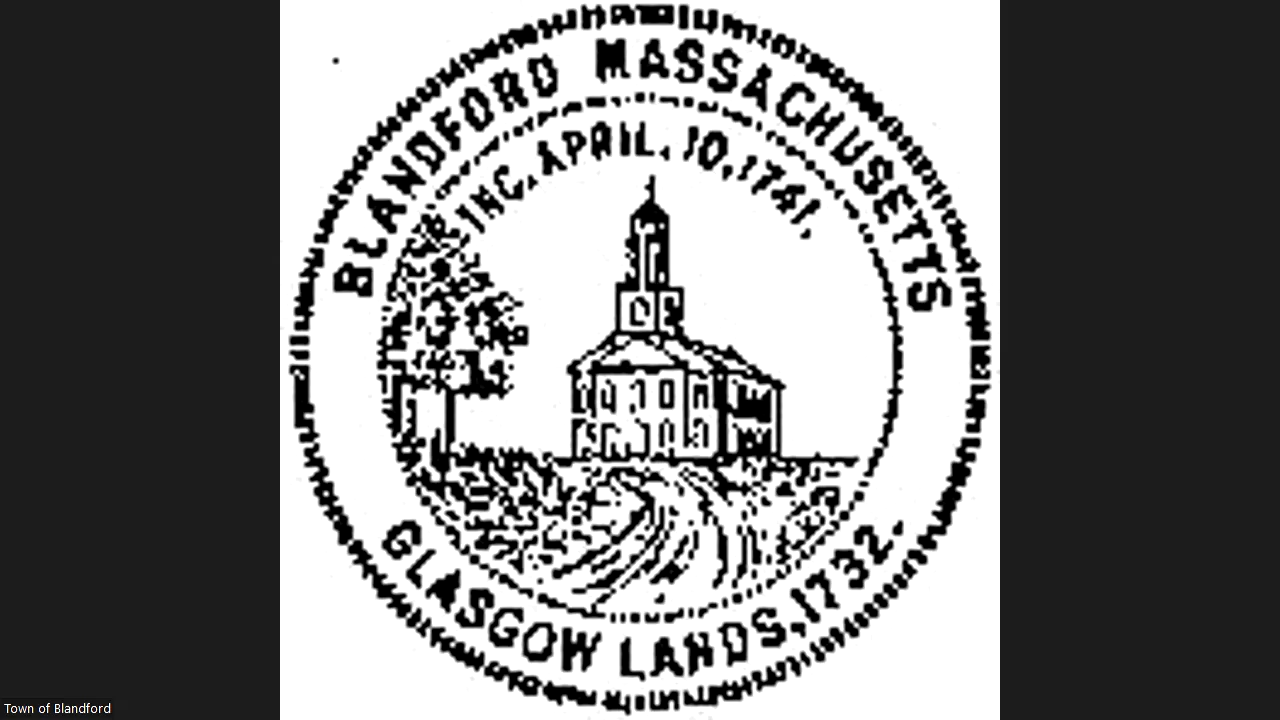 BLANDFORD MASSACHUSETTS
INC. APRIL. 10, 1741.
GLASGOW LANDS, 1732.
Town of Blandford